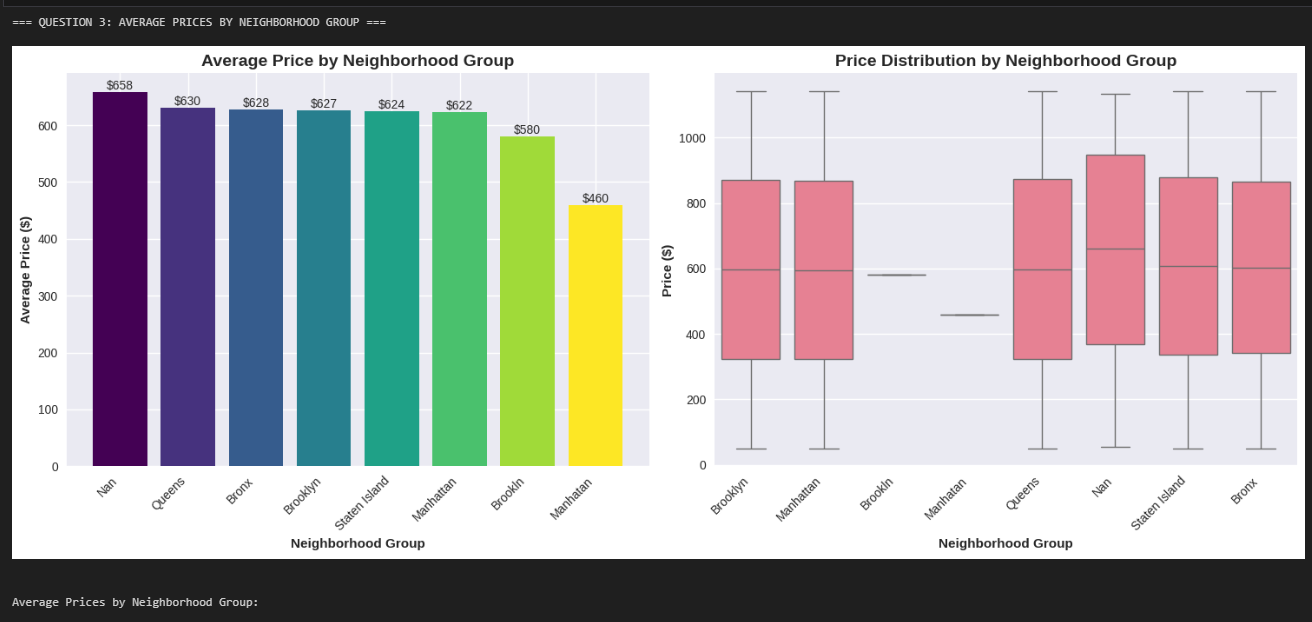 === QUESTION 3: AVERAGE PRICES BY NEIGHBORHOOD GROUP ===
Average Price by Neighborhood Group
$658
$630
$628
$627
$624
$622
$580
$460
600
500
400
300
200
100
0
Average Price ($)
Nan
Queens
Bronx
Brooklyn
Staten Island
Manhattan
Brookln
Manhatan
Neighborhood Group
Price Distribution by Neighborhood Group
1000
800
600
400
200
0
Price ($)
Brooklyn
Manhattan
Brookln
Manhatan
Queens
Nan
Staten Island
Bronx
Neighborhood Group
Average Prices by Neighborhood Group: